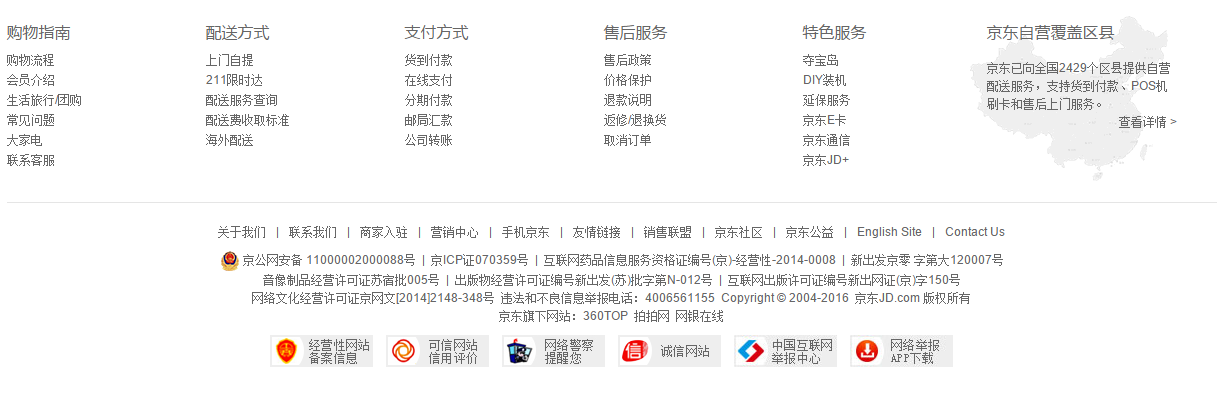 购物指南
购物流程
会员介绍
生活旅行/团购
常见问题
大家电
联系客服
配送方式
上门自提
211限时达
配送服务查询
配送费收取标准
海外配送
支付方式
货到付款
在线支付
分期付款
邮局汇款
公司转账
售后服务
售后政策
价格保护
退款说明
返修/退换货
取消订单
特色服务
夺宝岛
DIY装机
延保服务
京东E卡
京东通信
京东JD+
京东自营覆盖区县
京东已向全国2429个区县提供自营
配送服务，支持货到付款、POS机
刷卡和售后上门服务。
查看详情 >
关于我们 | 联系我们 | 商家入驻 | 营销中心 | 手机京东 | 友情链接 | 销售联盟 | 京东社区 | 京东公益 | English Site | Contact Us
京公网安备 11000002000088号 | 京ICP证070359号 | 互联网药品信息服务资格证编号(京)-经营性-2014-0008 | 新出发京零 字第大120007号
音像制品经营许可证苏宿批005号 | 出版物经营许可证编号新出发(苏)批字第N-012号 | 互联网出版许可证编号新出网证(京)字150号
网络文化经营许可证京网文[2014]2148-348号 违法和不良信息举报电话：4006561155 Copyright © 2004-2016 京东JD.com 版权所有
京东旗下网站：360TOP 拍拍网 网银在线
经营性网站
备案信息
可信网站
信用评价
网络警察
提醒您
诚信网站
中国互联网
举报中心
网络举报
APP下载